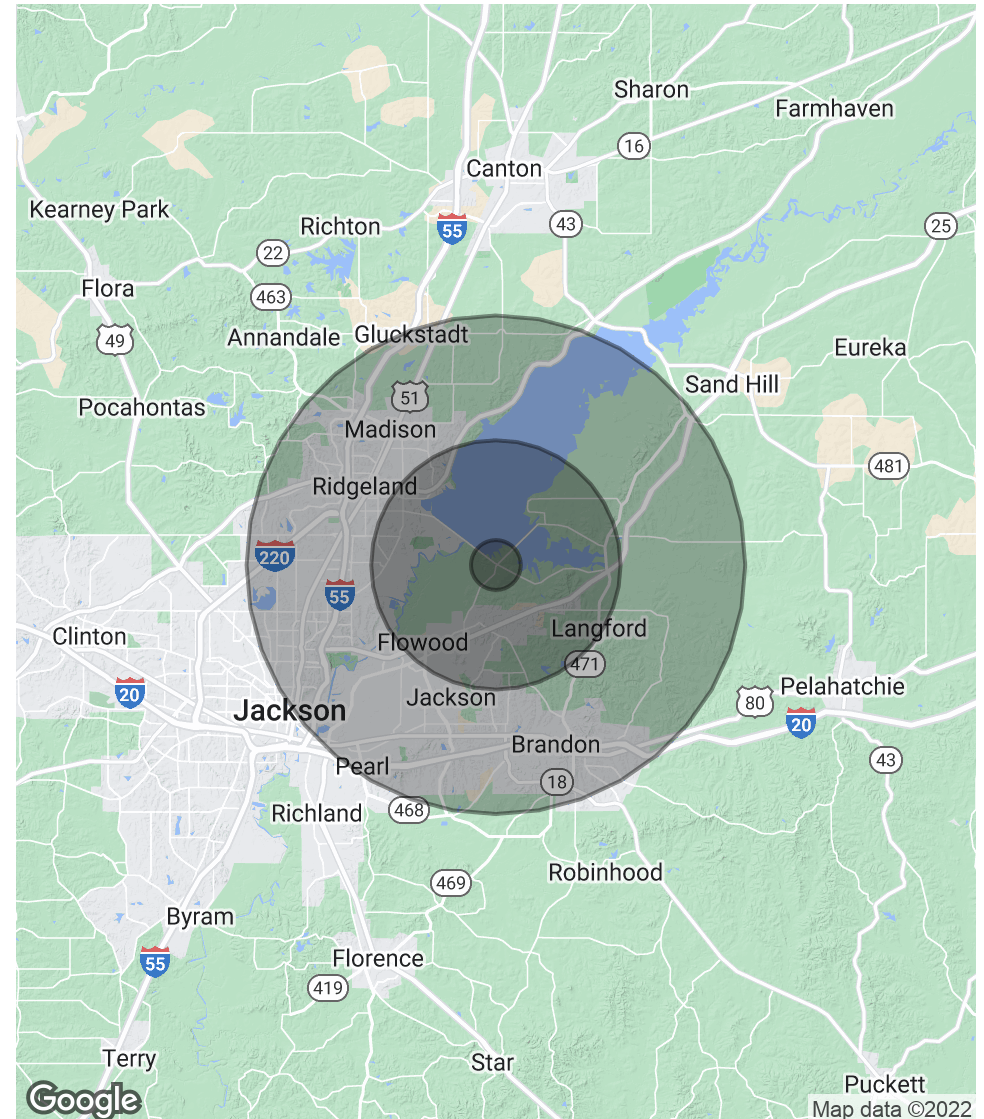 Sharon
Farmhaven
16
Canton
Kearney Park
Richton
43
25
55
22
Flora
463
49
Annandale
Gluckstadt
Eureka
Sand Hill
51
Pocahontas
Madison
481
Ridgeland
220
55
Clinton
Flowood
Langford
471
20
Jackson
Pelahatchie
80
Jackson
20
Brandon
43
Pearl
18
Richland
468
Robinhood
469
Byram
55
Florence
419
Terry
Star
Puckett
Google
Map data ©2022